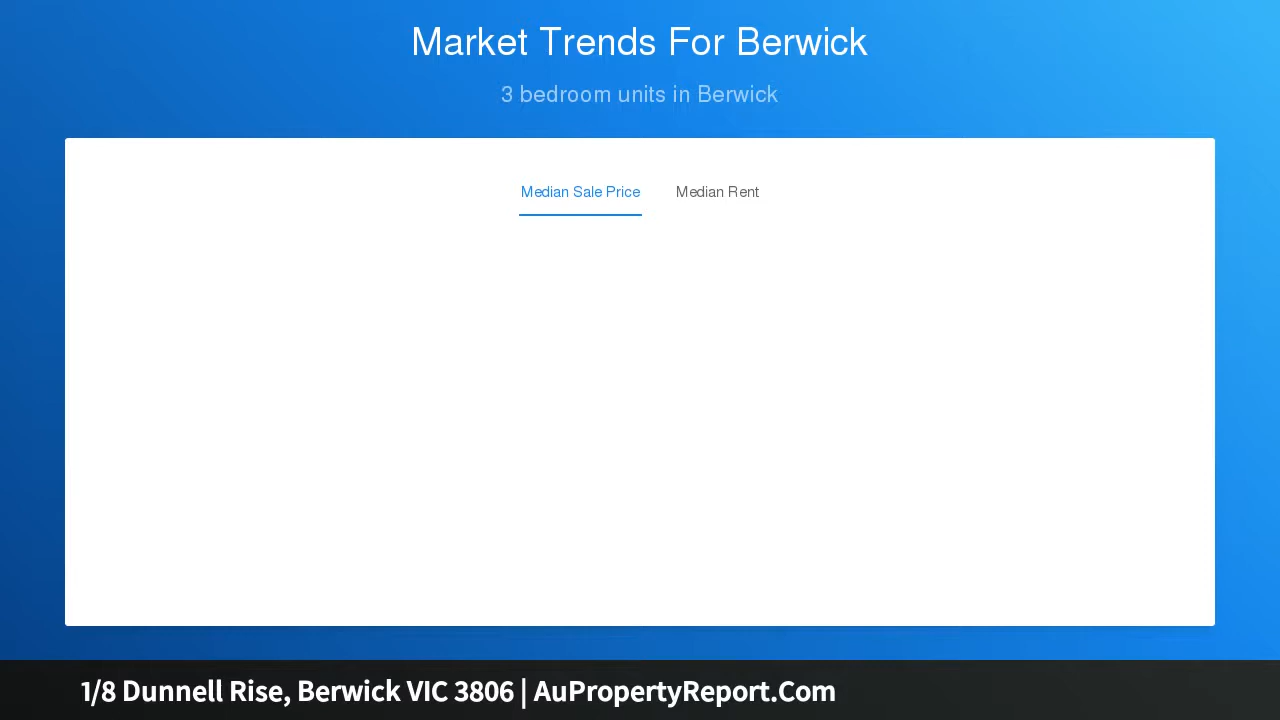 Market Trends For Berwick
3 bedroom units in Berwick
Median Sale Price Median Rent
1/8 Dunnell Rise, Berwick VIC 3806 | AuPropertyReport.Com